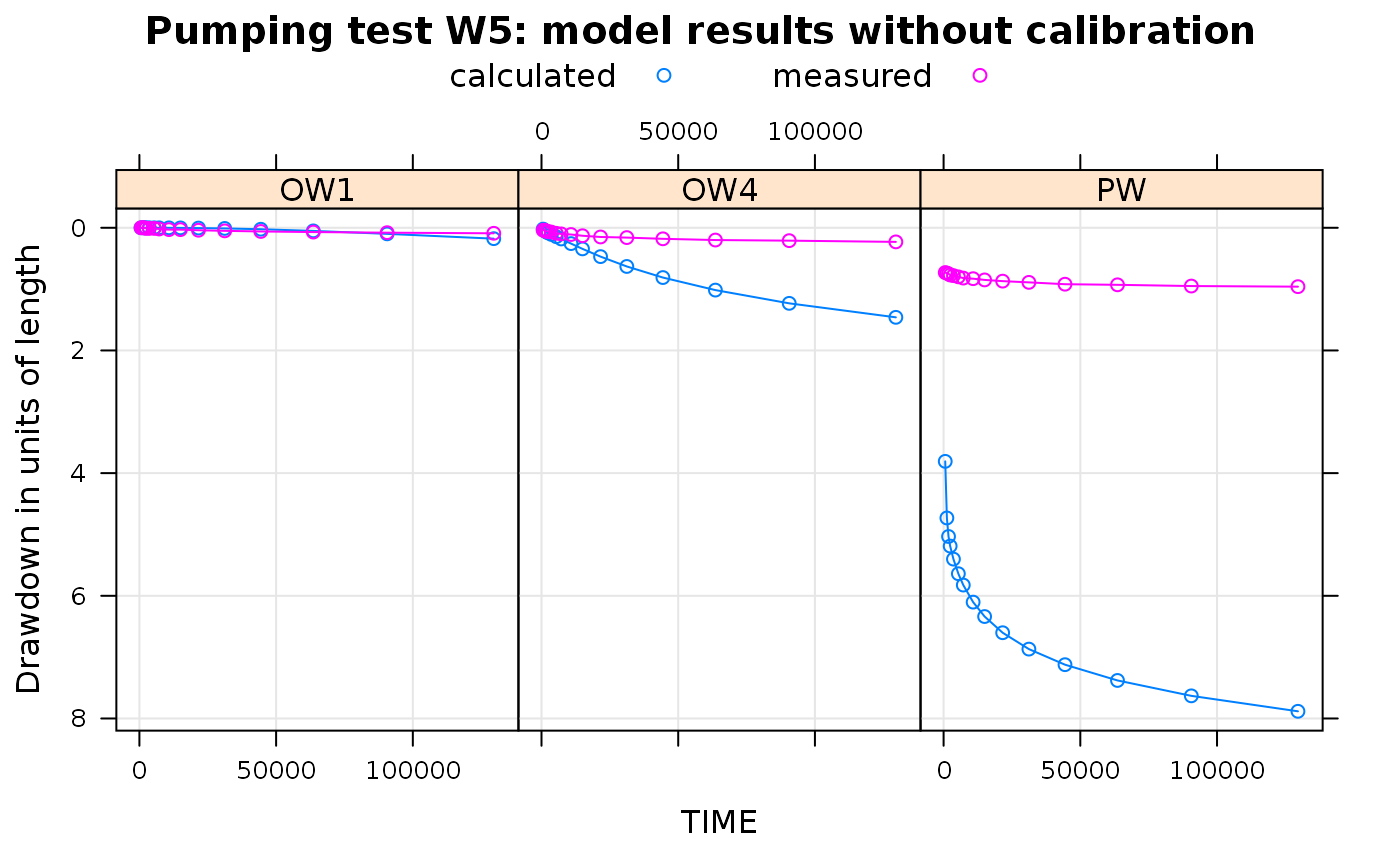 Pumping test W5: model results without calibration
calculated measured
0 50000 100000
OW1 OW4 PW
0
2
4
6
8
Drawdown in units of length
0 50000 100000 0 50000 100000
TIME